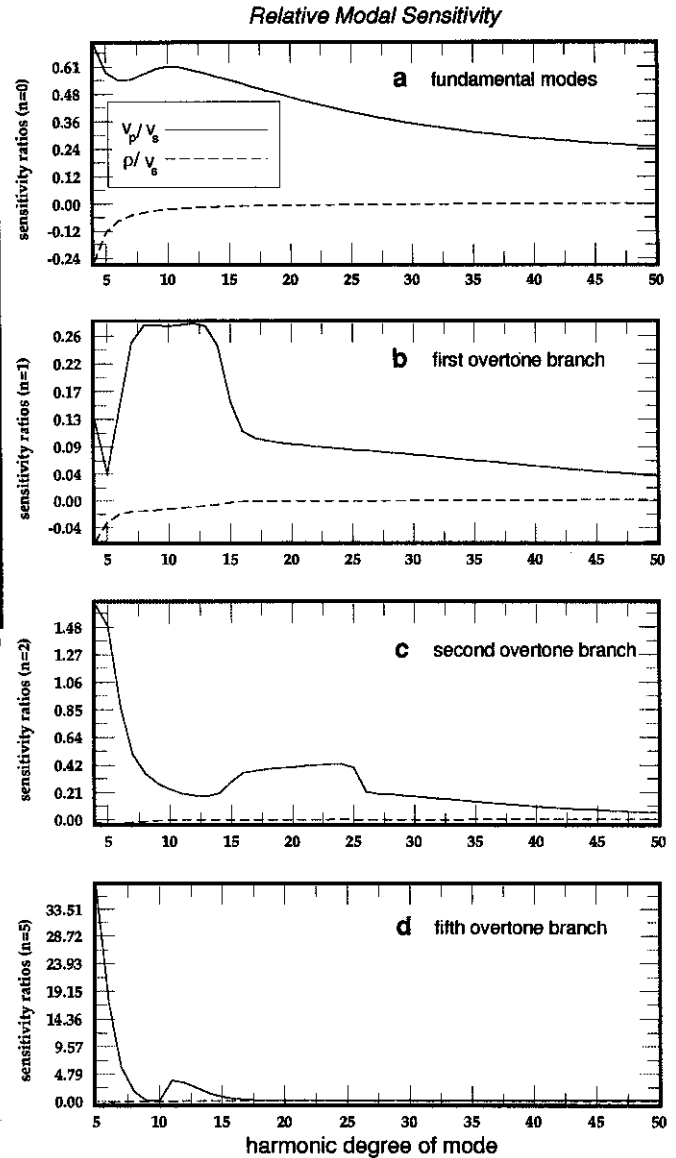 Relative Modal Sensitivity
sensitivity ratios (n=0)
0.61
0.48
0.36
0.24
0.12
0.00
-0.12
-0.24
a fundamental modes
vp/vs
ρ/vs
5 10 15 20 25 30 35 40 45 50
sensitivity ratios (n=1)
0.26
0.22
0.17
0.13
0.09
0.04
0.00
-0.04
b first overtone branch
5 10 15 20 25 30 35 40 45 50
sensitivity ratios (n=2)
1.48
1.27
1.06
0.85
0.64
0.42
0.21
0.00
c second overtone branch
5 10 15 20 25 30 35 40 45 50
sensitivity ratios (n=5)
33.51
28.72
23.93
19.15
14.36
9.57
4.79
0.00
d fifth overtone branch
5 10 15 20 25 30 35 40 45 50
harmonic degree of mode